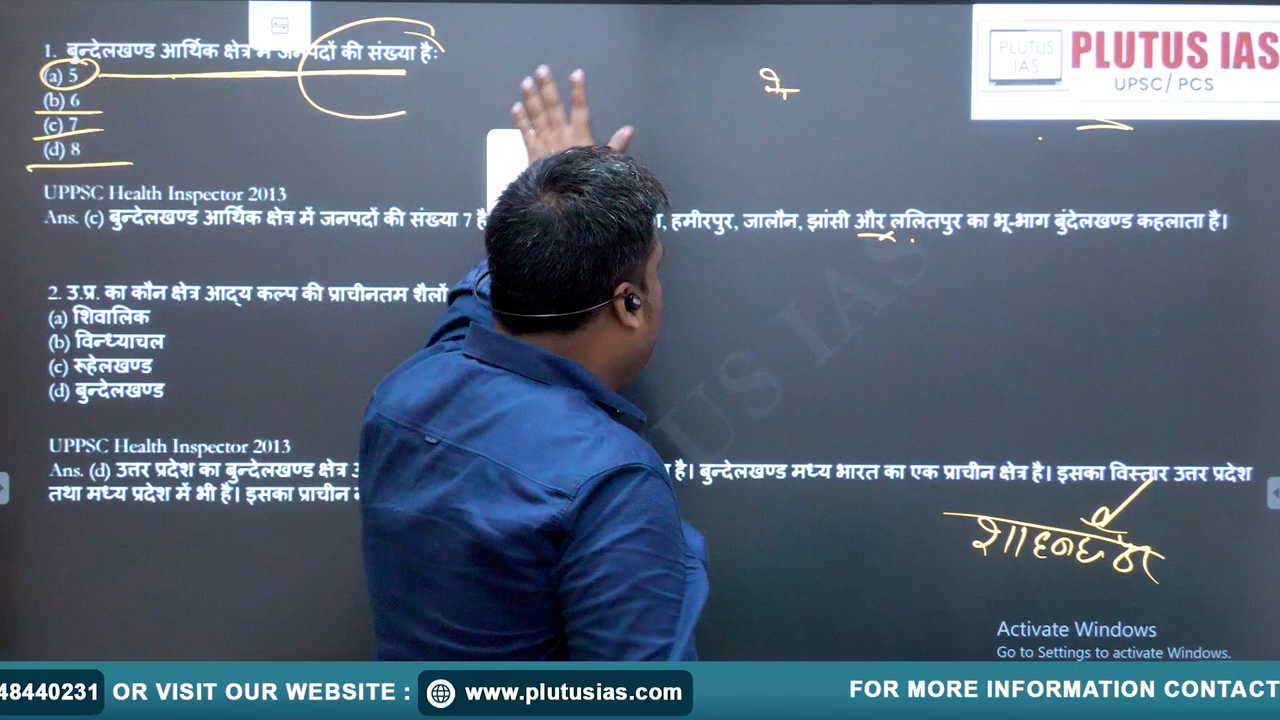 1. बुन्देलखण्ड आर्थिक क्षेत्र में जनपदों की संख्या है:
(a) 5
(b) 6
(c) 7
(d) 8
PLUTUS IAS
PLUTUS IAS
UPSC/ PCS
UPPSC Health Inspector 2013
Ans. (c) बुन्देलखण्ड आर्थिक क्षेत्र में जनपदों की संख्या 7 है हमीरपुर, जालौन, झांसी और ललितपुर का भू-भाग बुंदेलखण्ड कहलाता है।
2. उ.प्र. का कौन क्षेत्र आद्य कल्प की प्राचीनतम शैलों
(a) शिवालिक
(b) विन्ध्याचल
(c) रूहेलखण्ड
(d) बुन्देलखण्ड
UPPSC Health Inspector 2013
Ans. (d) उत्तर प्रदेश का बुन्देलखण्ड क्षेत्र है। बुन्देलखण्ड मध्य भारत का एक प्राचीन क्षेत्र है। इसका विस्तार उत्तर प्रदेश
तथा मध्य प्रदेश में भी है। इसका प्राचीन
Activate Windows
Go to Settings to activate Windows.
48440231 OR VISIT OUR WEBSITE : www.plutusias.com FOR MORE INFORMATION CONTACT